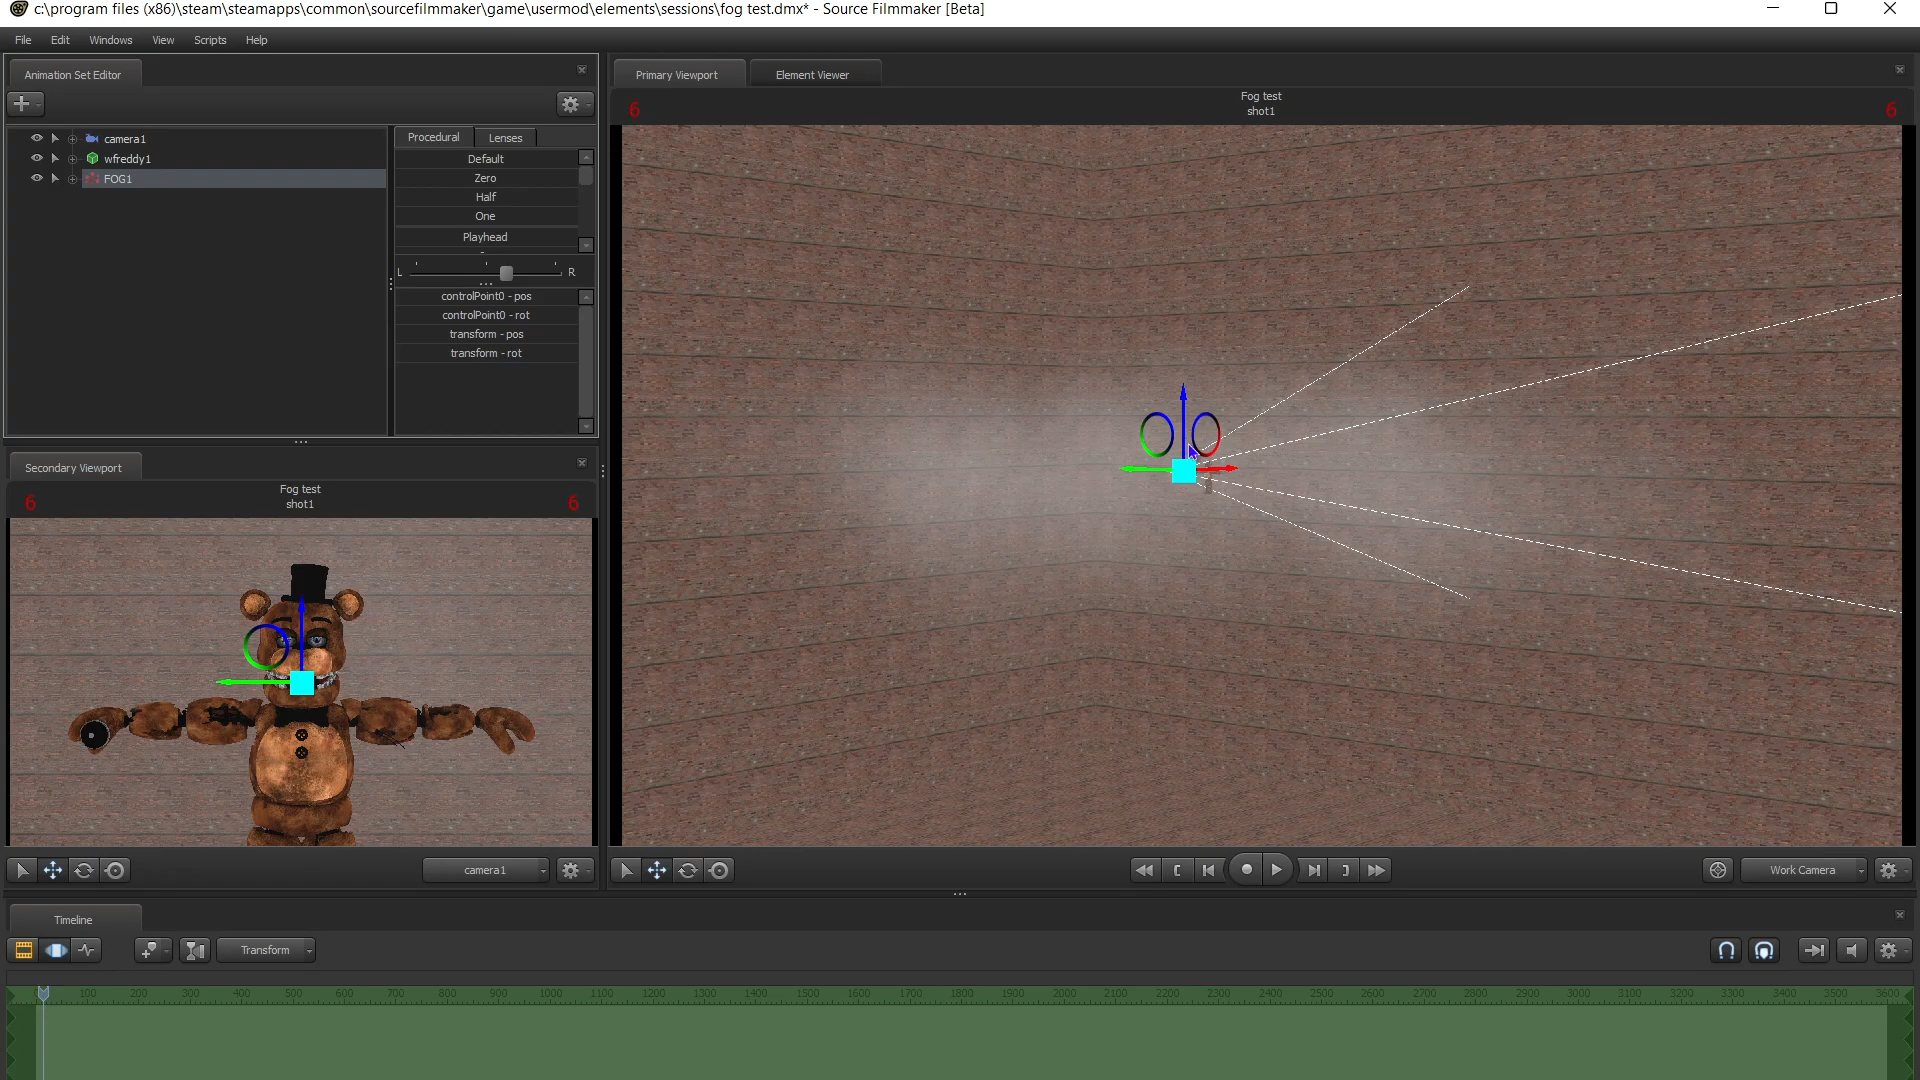 c:\program files (x86)\steam\steamapps\common\sourcefilmmaker\game\usermod\elements\sessions\fog test.dmx* - Source Filmmaker [Beta]
File Edit Windows View Scripts Help
Animation Set Editor
Primary Viewport Element Viewer
6 Fog test 6
shot1
camera1
wfreddy1
FOG1
Procedural Lenses
Default
Zero
Half
One
Playhead
L R
controlPoint0 - pos
controlPoint0 - rot
transform - pos
transform - rot
Secondary Viewport
6 Fog test 6
shot1
camera1
Work Camera
Timeline
Transform
100 200 300 400 500 600 700 800 900 1000 1100 1200 1300 1400 1500 1600 1700 1800 1900 2000 2100 2200 2300 2400 2500 2600 2700 2800 2900 3000 3100 3200 3300 3400 3500 3600